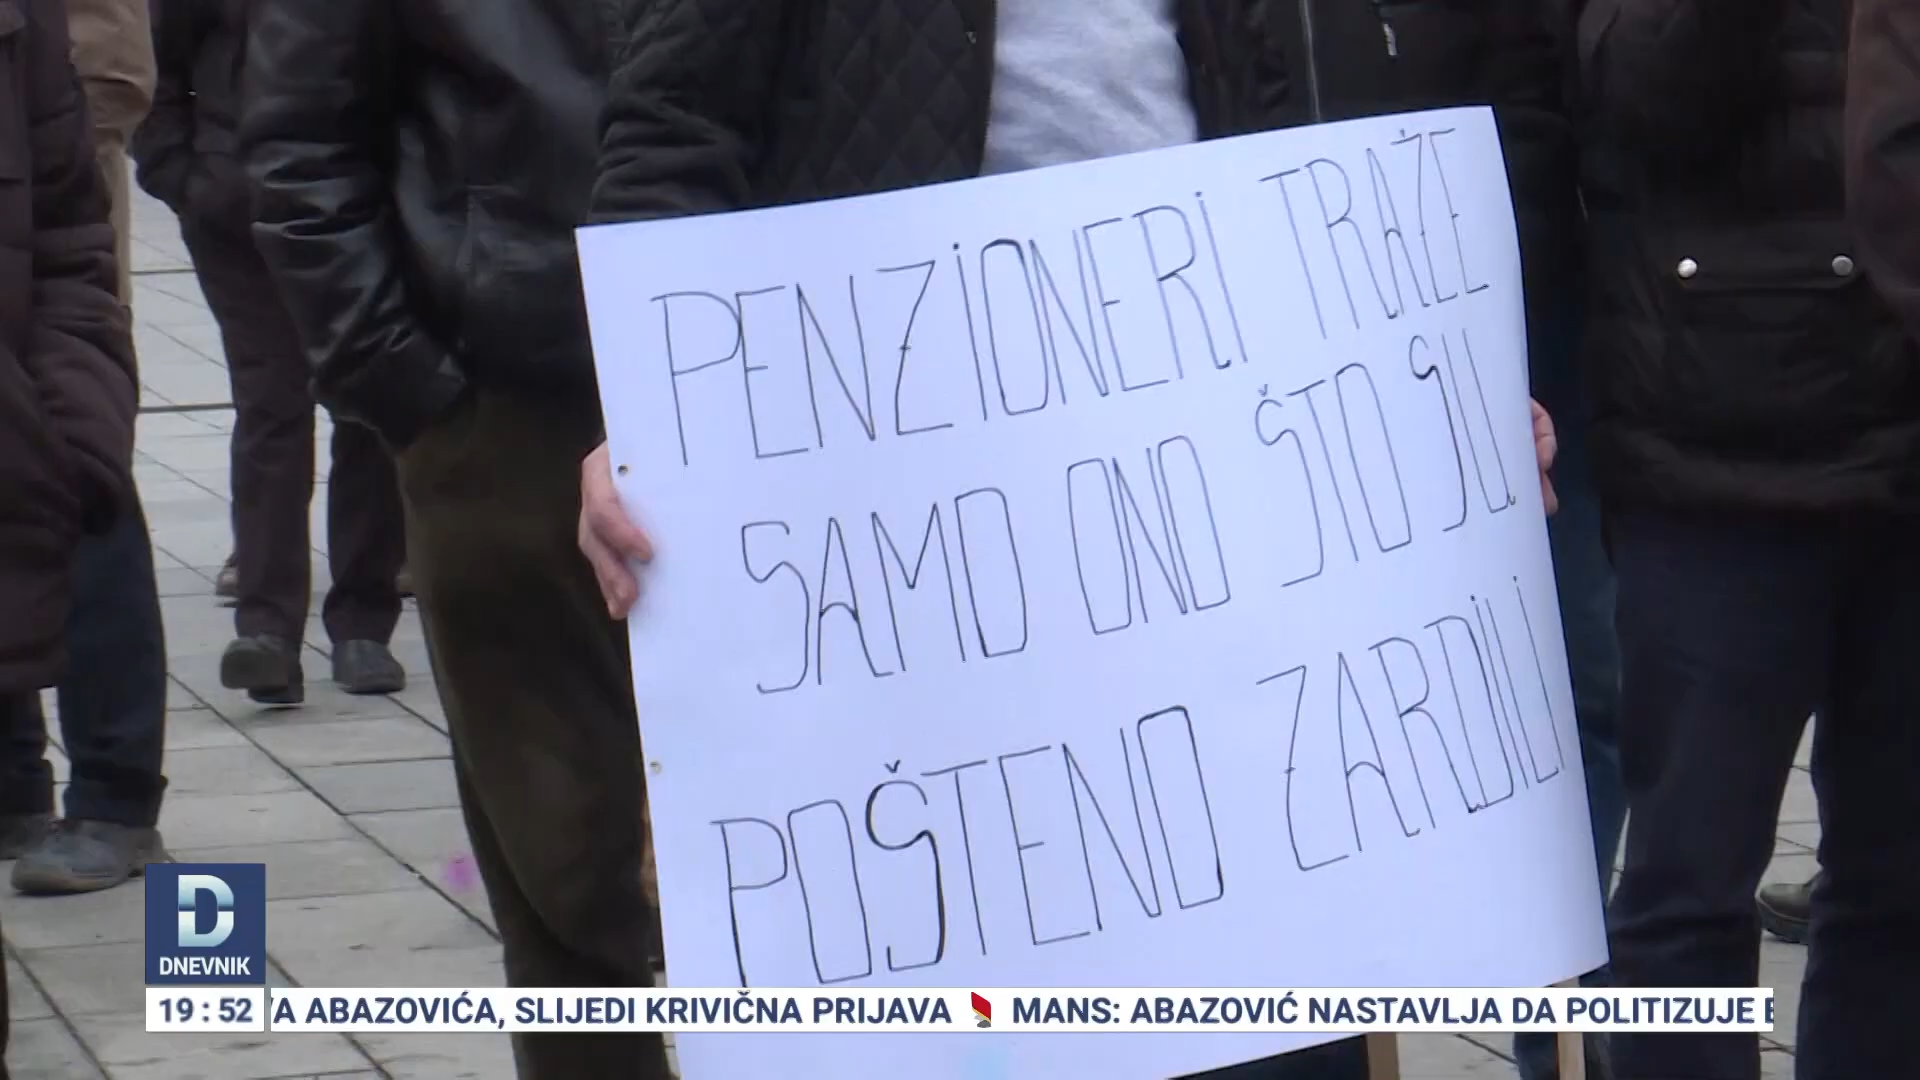 PENZIONERI TRAŽE
SAMO ONO ŠTO SU
POŠTENO ZARDILI
D
DNEVNIK
19:52 A ABAZOVIĆA, SLIJEDI KRIVIČNA PRIJAVA MANS: ABAZOVIĆ NASTAVLJA DA POLITIZUJE